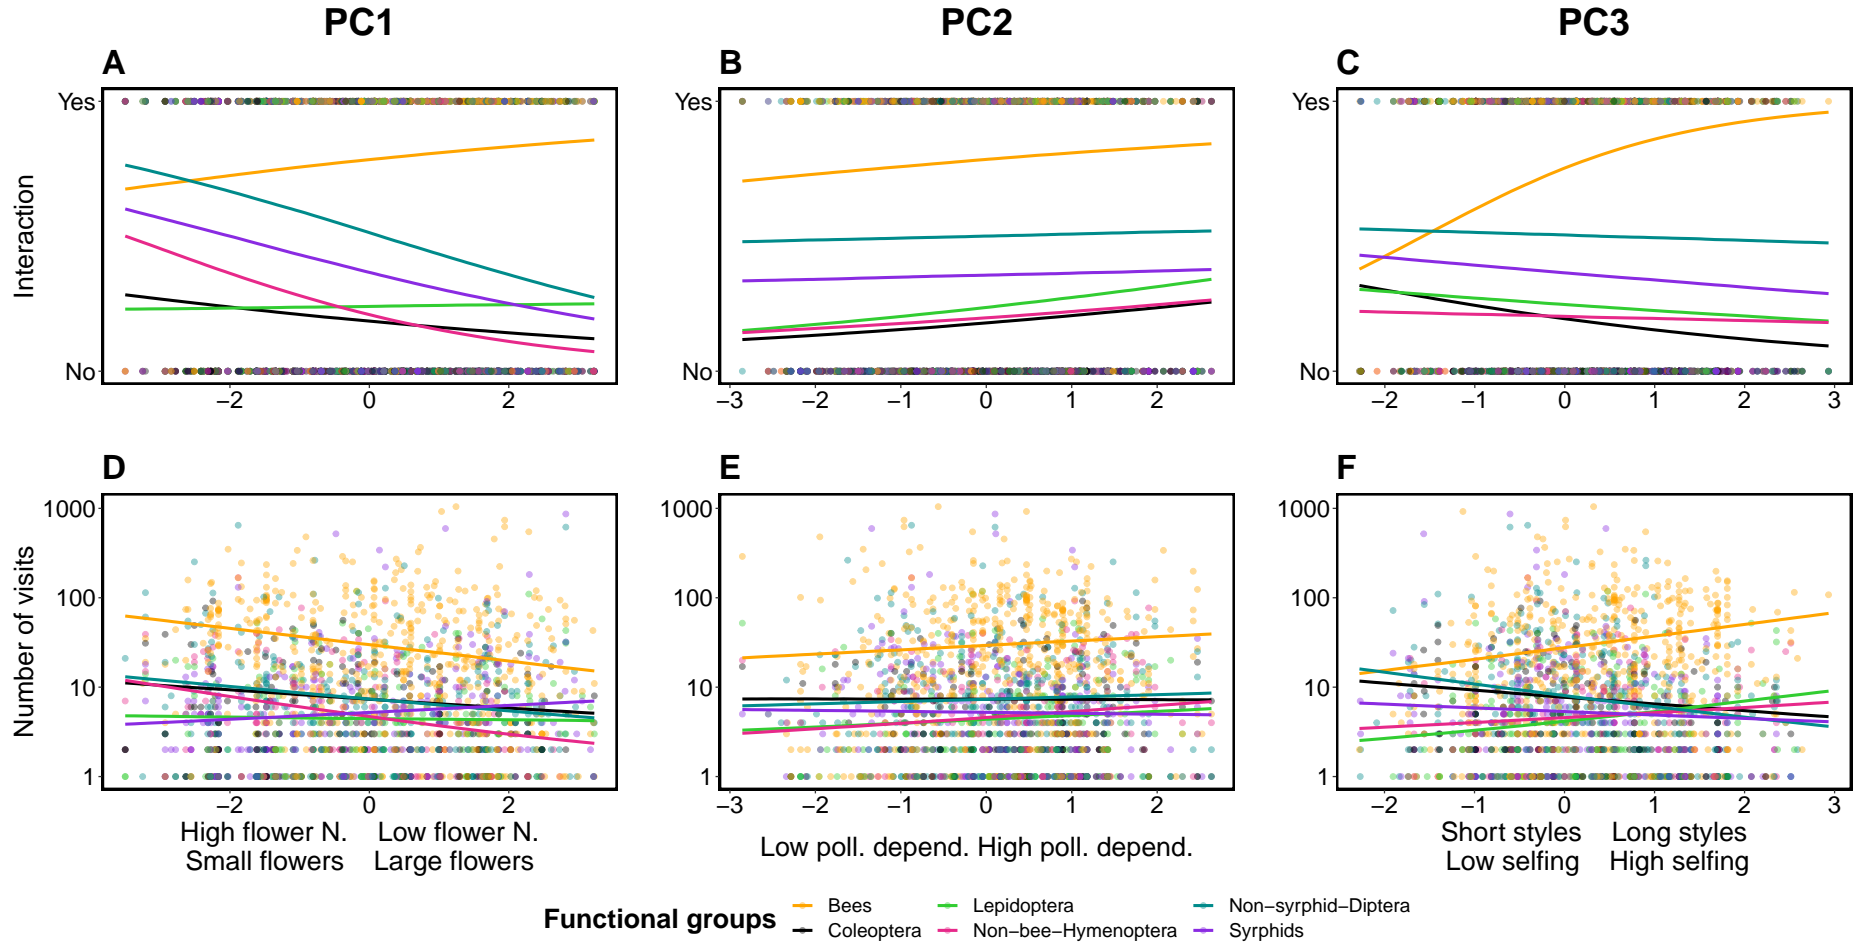 PC1 PC2 PC3
A B C
Yes Yes Yes
Interaction
No No No
−2 0 2 −3 −2 −1 0 1 2 −2 −1 0 1 2 3
D E F
1000 1000 1000
100 100 100
Number of visits
10 10 10
1 1 1
−2 0 2 −3 −2 −1 0 1 2 −2 −1 0 1 2 3
High flower N. Low flower N.
Small flowers Large flowers
Low poll. depend. High poll. depend.
Short styles Long styles
Low selfing High selfing
Functional groups
Bees Lepidoptera Non−syrphid−Diptera
Coleoptera Non−bee−Hymenoptera Syrphids